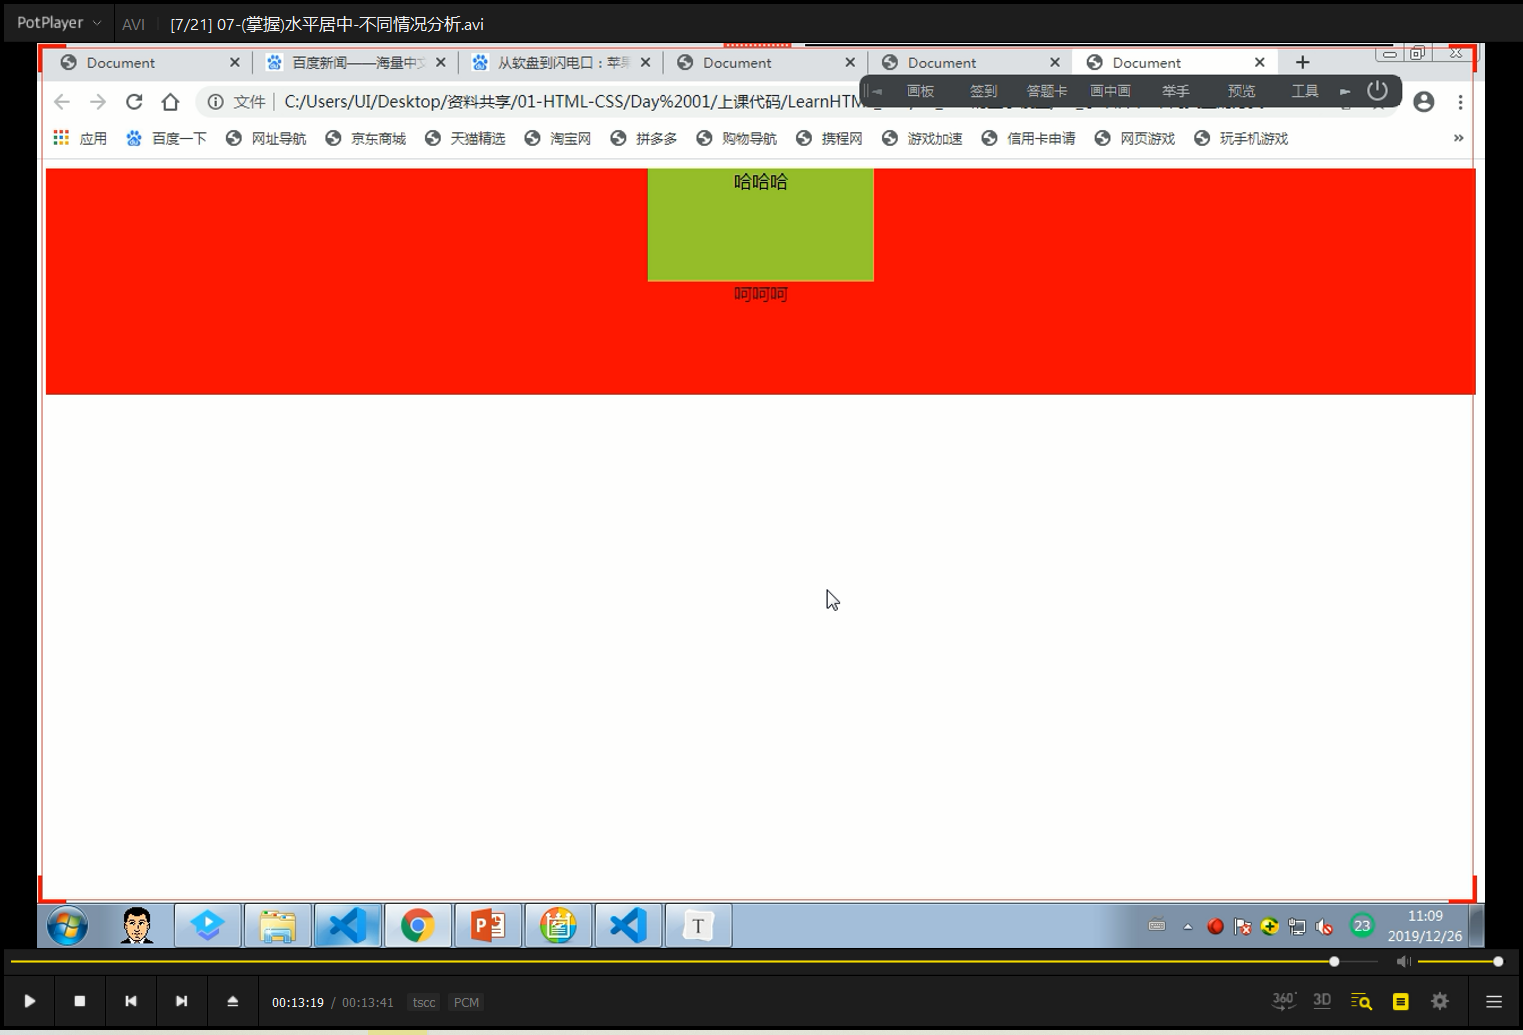 PotPlayer AVI [7/21] 07-(掌握)水平居中-不同情况分析.avi
Document 百度新闻——海量中文 从软盘到闪电口：苹果 Document Document Document
画板 签到 答题卡 画中画 举手 预览 工具
文件 C:/Users/UI/Desktop/资料共享/01-HTML-CSS/Day%2001/上课代码/LearnHTM
应用 百度一下 网址导航 京东商城 天猫精选 淘宝网 拼多多 购物导航 携程网 游戏加速 信用卡申请 网页游戏 玩手机游戏 »
哈哈哈
呵呵呵
T 23 11:09
2019/12/26
00:13:19 / 00:13:41 tscc PCM 360° 3D